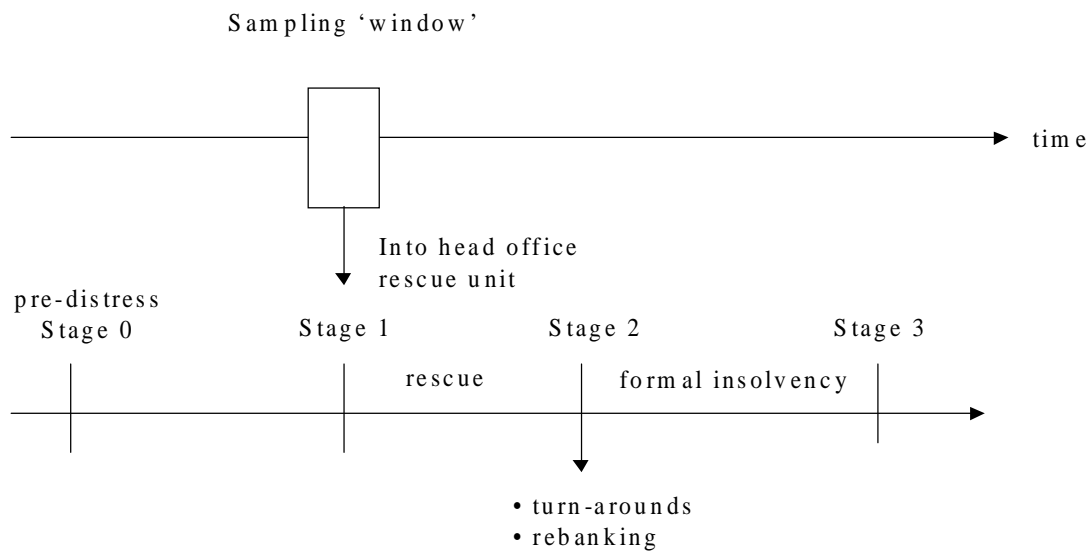 Sampling ‘window’
time
Into head office
rescue unit
pre-distress
Stage 0
Stage 1
Stage 2
Stage 3
rescue
formal insolvency
• turn-arounds
• rebanking